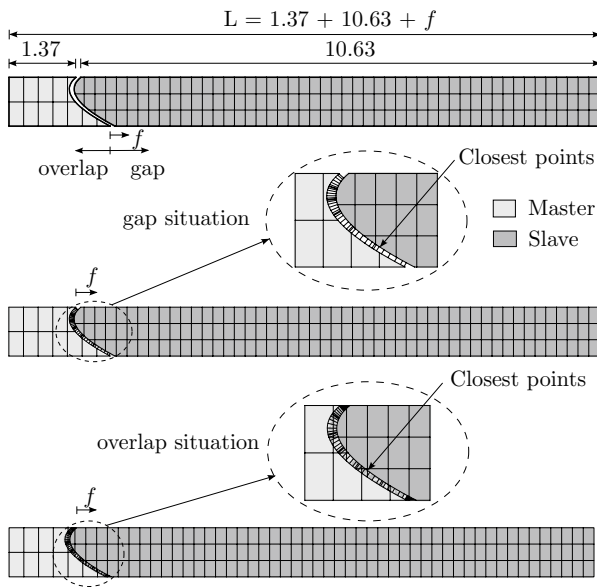 L = 1.37 + 10.63 + f
1.37
10.63
f
overlap
gap
Closest points
gap situation
Master
Slave
f
Closest points
overlap situation
f